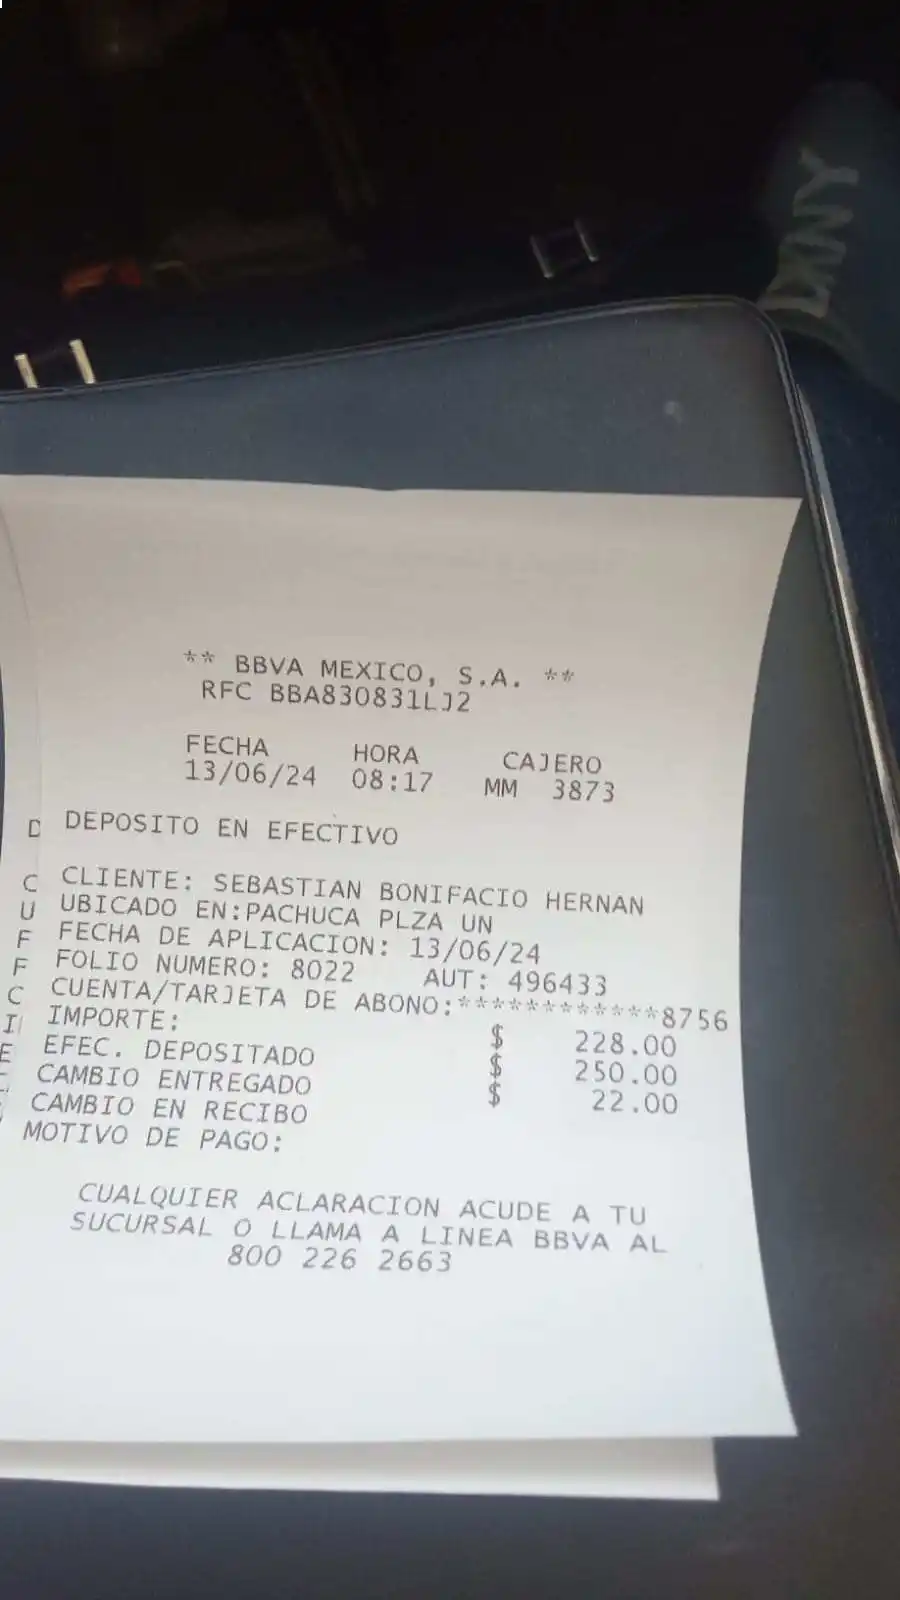 NNY
** BBVA MEXICO, S.A. **
RFC BBA830831LJ2
FECHA HORA CAJERO
13/06/24 08:17 MM 3873
D DEPOSITO EN EFECTIVO
C CLIENTE: SEBASTIAN BONIFACIO HERNAN
U UBICADO EN:PACHUCA PLZA UN
F FECHA DE APLICACION: 13/06/24
F FOLIO NUMERO: 8022 AUT: 496433
C CUENTA/TARJETA DE ABONO:************8756
I IMPORTE: $ 228.00
E EFEC. DEPOSITADO $ 250.00
CAMBIO ENTREGADO $ 22.00
CAMBIO EN RECIBO
MOTIVO DE PAGO:
CUALQUIER ACLARACION ACUDE A TU
SUCURSAL O LLAMA A LINEA BBVA AL
800 226 2663